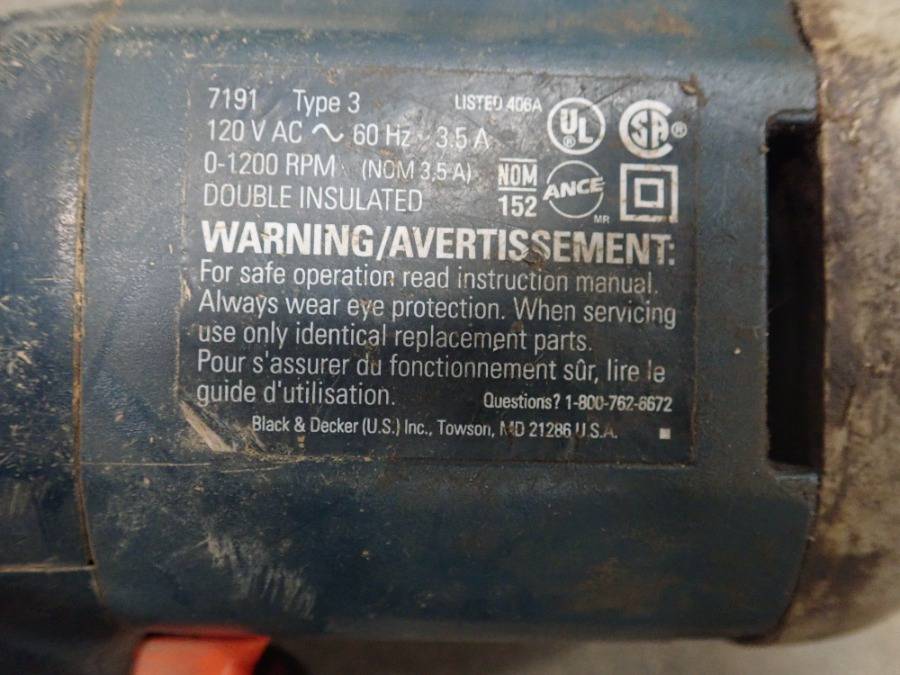 7191 Type 3 LISTED 406A
120 V AC ~ 60 Hz ~ 3.5 A
0-1200 RPM (NOM 3,5 A)
DOUBLE INSULATED
UL ®
SA ®
NOM
152
ANCE
MR
WARNING/AVERTISSEMENT:
For safe operation read instruction manual.
Always wear eye protection. When servicing
use only identical replacement parts.
Pour s'assurer du fonctionnement sûr, lire le
guide d'utilisation.
Questions? 1-800-762-6672
Black & Decker (U.S.) Inc., Towson, MD 21286 U.S.A.